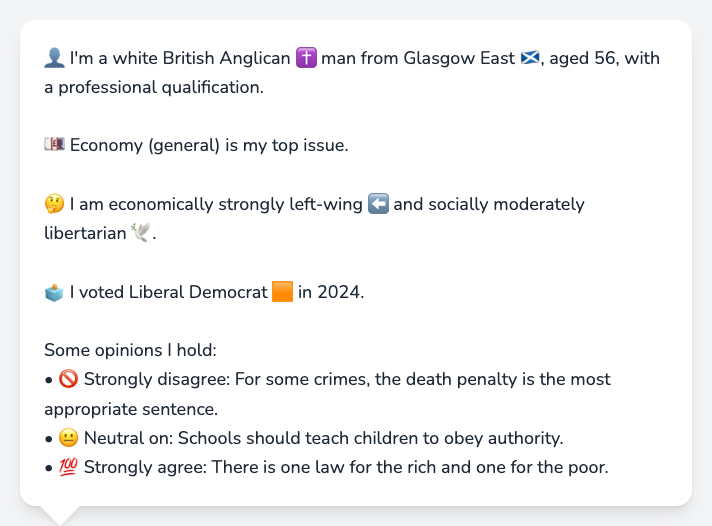 👤 I'm a white British Anglican ✝️ man from Glasgow East 🏴󠁧󠁢󠁳󠁣󠁴󠁿, aged 56, with
a professional qualification.
💷 Economy (general) is my top issue.
🤔 I am economically strongly left-wing ⬅️ and socially moderately
libertarian 🕊️.
🗳️ I voted Liberal Democrat 🟧 in 2024.
Some opinions I hold:
• 🚫 Strongly disagree: For some crimes, the death penalty is the most
appropriate sentence.
• 😐 Neutral on: Schools should teach children to obey authority.
• 💯 Strongly agree: There is one law for the rich and one for the poor.